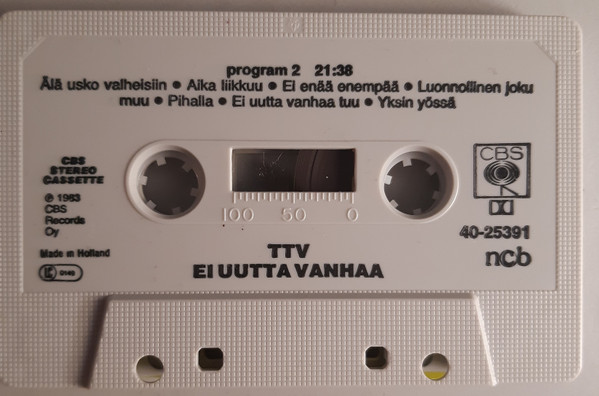 program 2 21:38
Älä usko valheisiin • Aika liikkuu • Ei enää enempää • Luonnollinen joku
muu • Pihalla • Ei uutta vanhaa tuu • Yksin yössä
CBS
STEREO
CASSETTE
℗ 1983
CBS
Records
Oy
Made in Holland
CBS
100 50 0
40-25391
ncb
TTV
EI UUTTA VANHAA